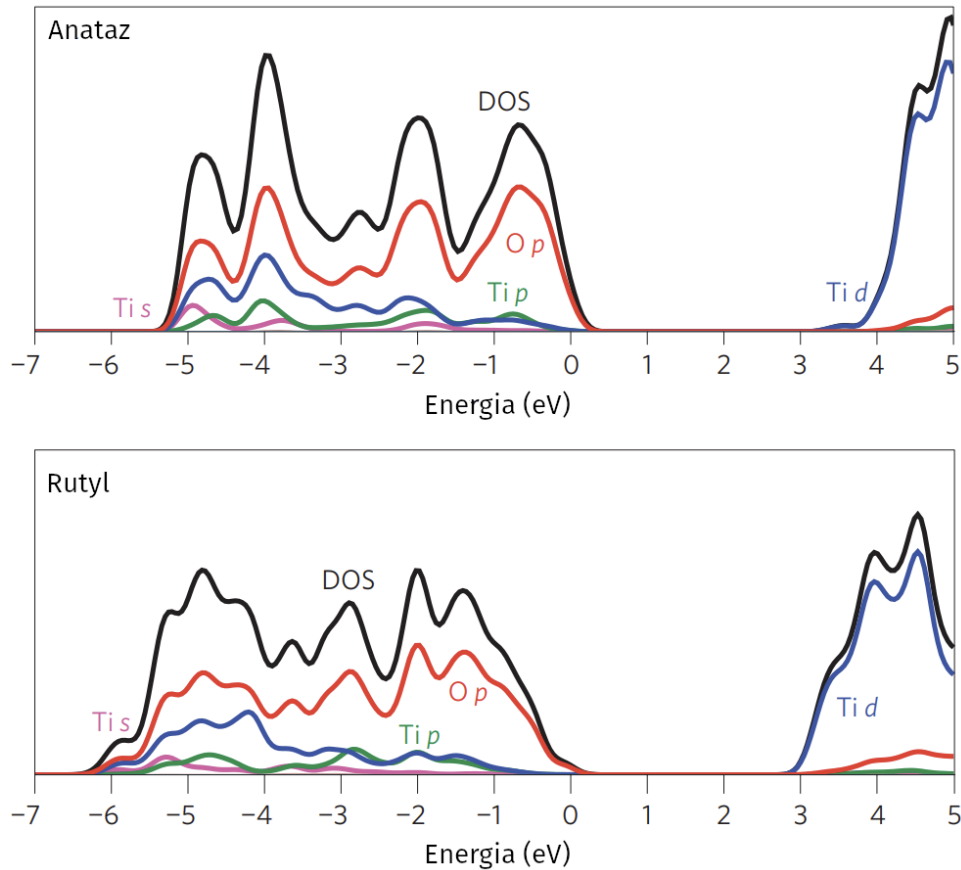 Anataz
DOS
O p
Ti s
Ti p
Ti d
−7 −6 −5 −4 −3 −2 −1 0 1 2 3 4 5
Energia (eV)
Rutyl
DOS
O p
Ti s
Ti p
Ti d
−7 −6 −5 −4 −3 −2 −1 0 1 2 3 4 5
Energia (eV)